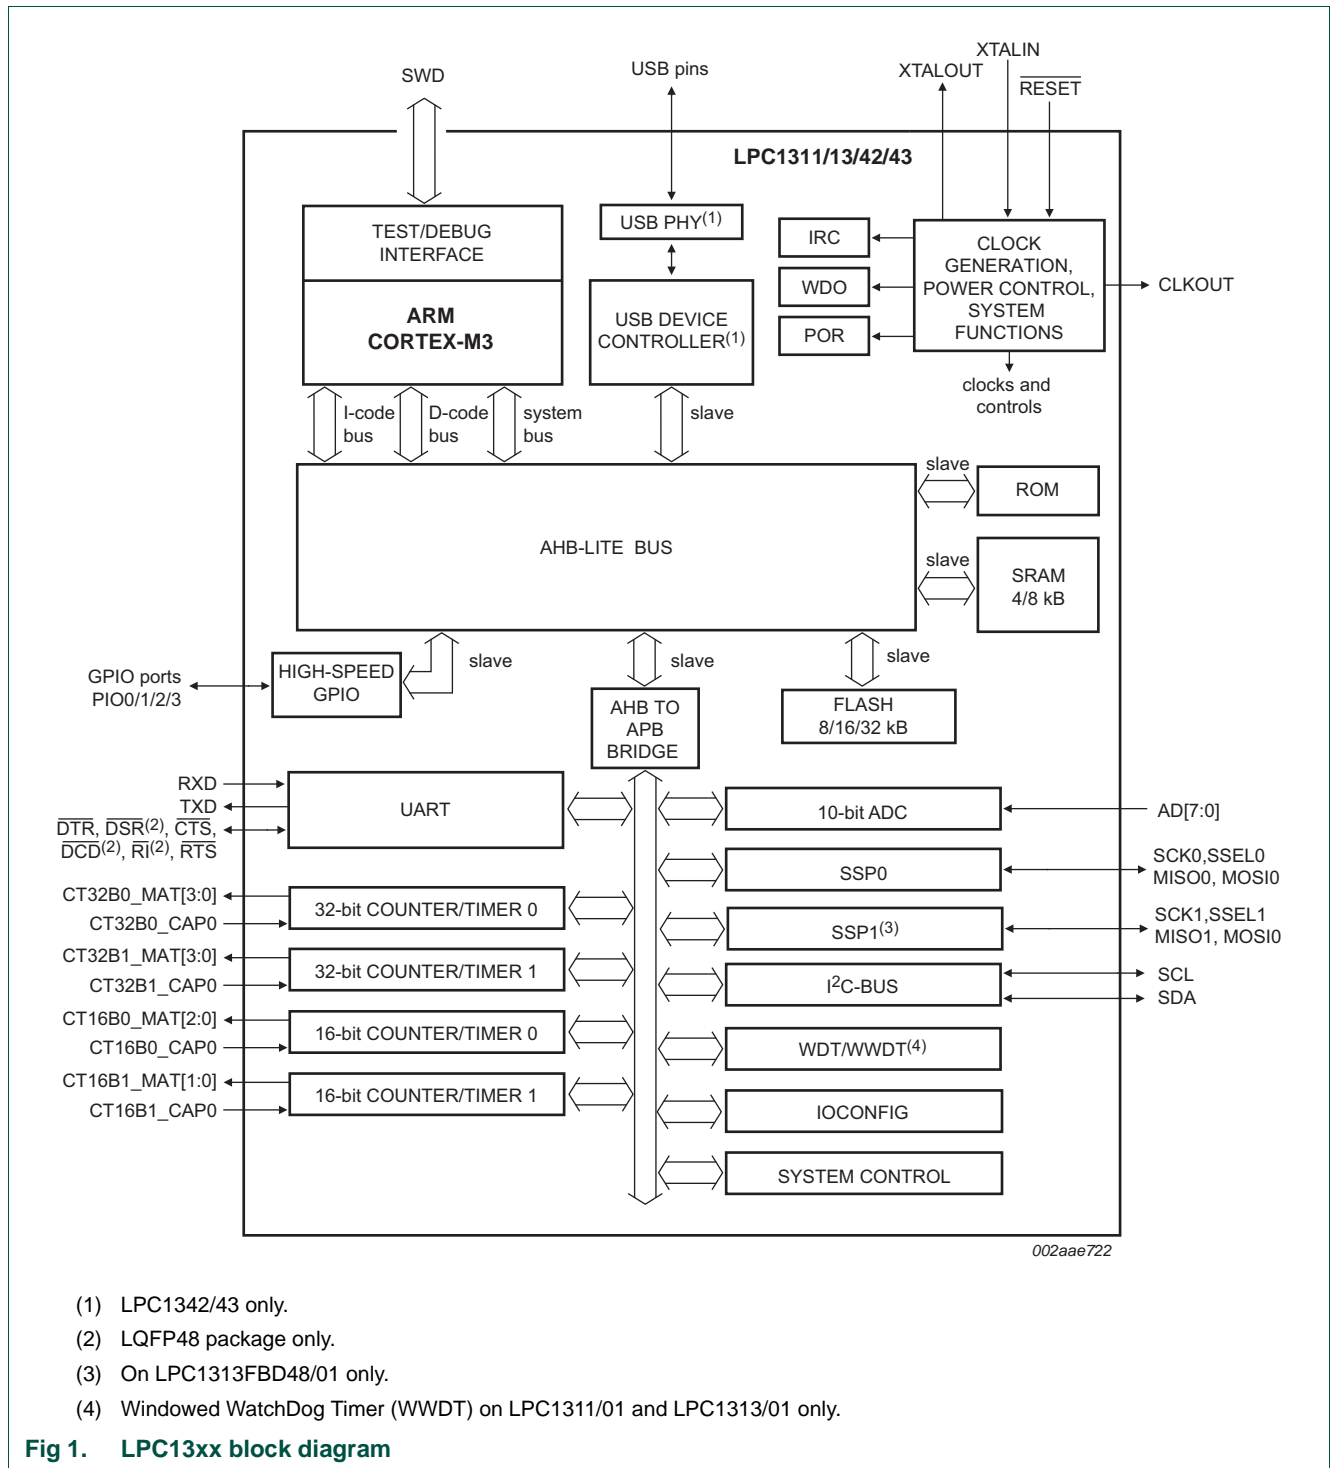 XTALIN
XTALOUT
RESET
SWD
USB pins
LPC1311/13/42/43
TEST/DEBUG
INTERFACE
ARM
CORTEX-M3
USB PHY(1)
USB DEVICE
CONTROLLER(1)
IRC
WDO
POR
CLOCK
GENERATION,
POWER CONTROL,
SYSTEM
FUNCTIONS
CLKOUT
clocks and
controls
I-code
bus
D-code
bus
system
bus
slave
AHB-LITE BUS
slave
ROM
slave
SRAM
4/8 kB
GPIO ports
PIO0/1/2/3
HIGH-SPEED
GPIO
slave
slave
slave
AHB TO
APB
BRIDGE
FLASH
8/16/32 kB
RXD
TXD
DTR, DSR(2), CTS,
DCD(2), RI(2), RTS
UART
10-bit ADC
AD[7:0]
SSP0
SCK0,SSEL0
MISO0, MOSI0
CT32B0_MAT[3:0]
CT32B0_CAP0
32-bit COUNTER/TIMER 0
SSP1(3)
SCK1,SSEL1
MISO1, MOSI0
CT32B1_MAT[3:0]
CT32B1_CAP0
32-bit COUNTER/TIMER 1
I2C-BUS
SCL
SDA
CT16B0_MAT[2:0]
CT16B0_CAP0
16-bit COUNTER/TIMER 0
WDT/WWDT(4)
CT16B1_MAT[1:0]
CT16B1_CAP0
16-bit COUNTER/TIMER 1
IOCONFIG
SYSTEM CONTROL
002aae722
(1) LPC1342/43 only.
(2) LQFP48 package only.
(3) On LPC1313FBD48/01 only.
(4) Windowed WatchDog Timer (WWDT) on LPC1311/01 and LPC1313/01 only.
Fig 1. LPC13xx block diagram